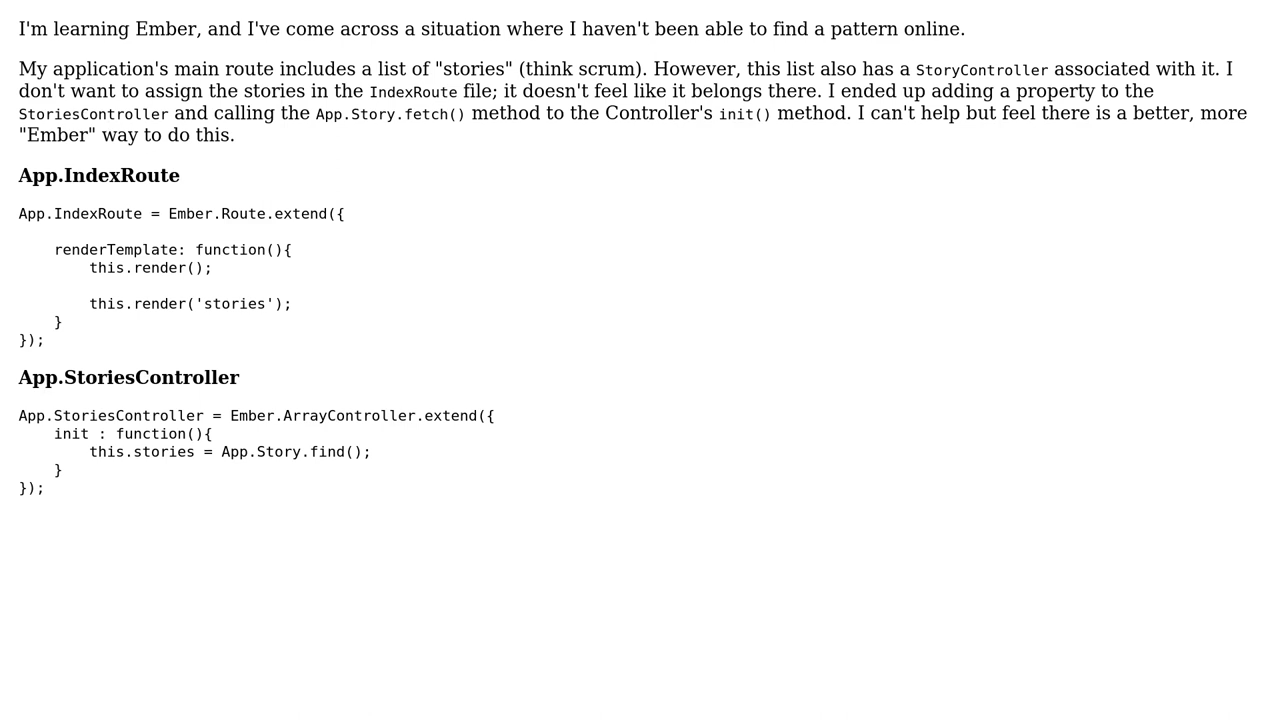 I'm learning Ember, and I've come across a situation where I haven't been able to find a pattern online.
My application's main route includes a list of "stories" (think scrum). However, this list also has a StoryController associated with it. I
don't want to assign the stories in the IndexRoute file; it doesn't feel like it belongs there. I ended up adding a property to the
StoriesController and calling the App.Story.fetch() method to the Controller's init() method. I can't help but feel there is a better, more
"Ember" way to do this.
App.IndexRoute
App.IndexRoute = Ember.Route.extend({
    renderTemplate: function(){
        this.render();
        this.render('stories');
    }
});
App.StoriesController
App.StoriesController = Ember.ArrayController.extend({
    init : function(){
        this.stories = App.Story.find();
    }
});